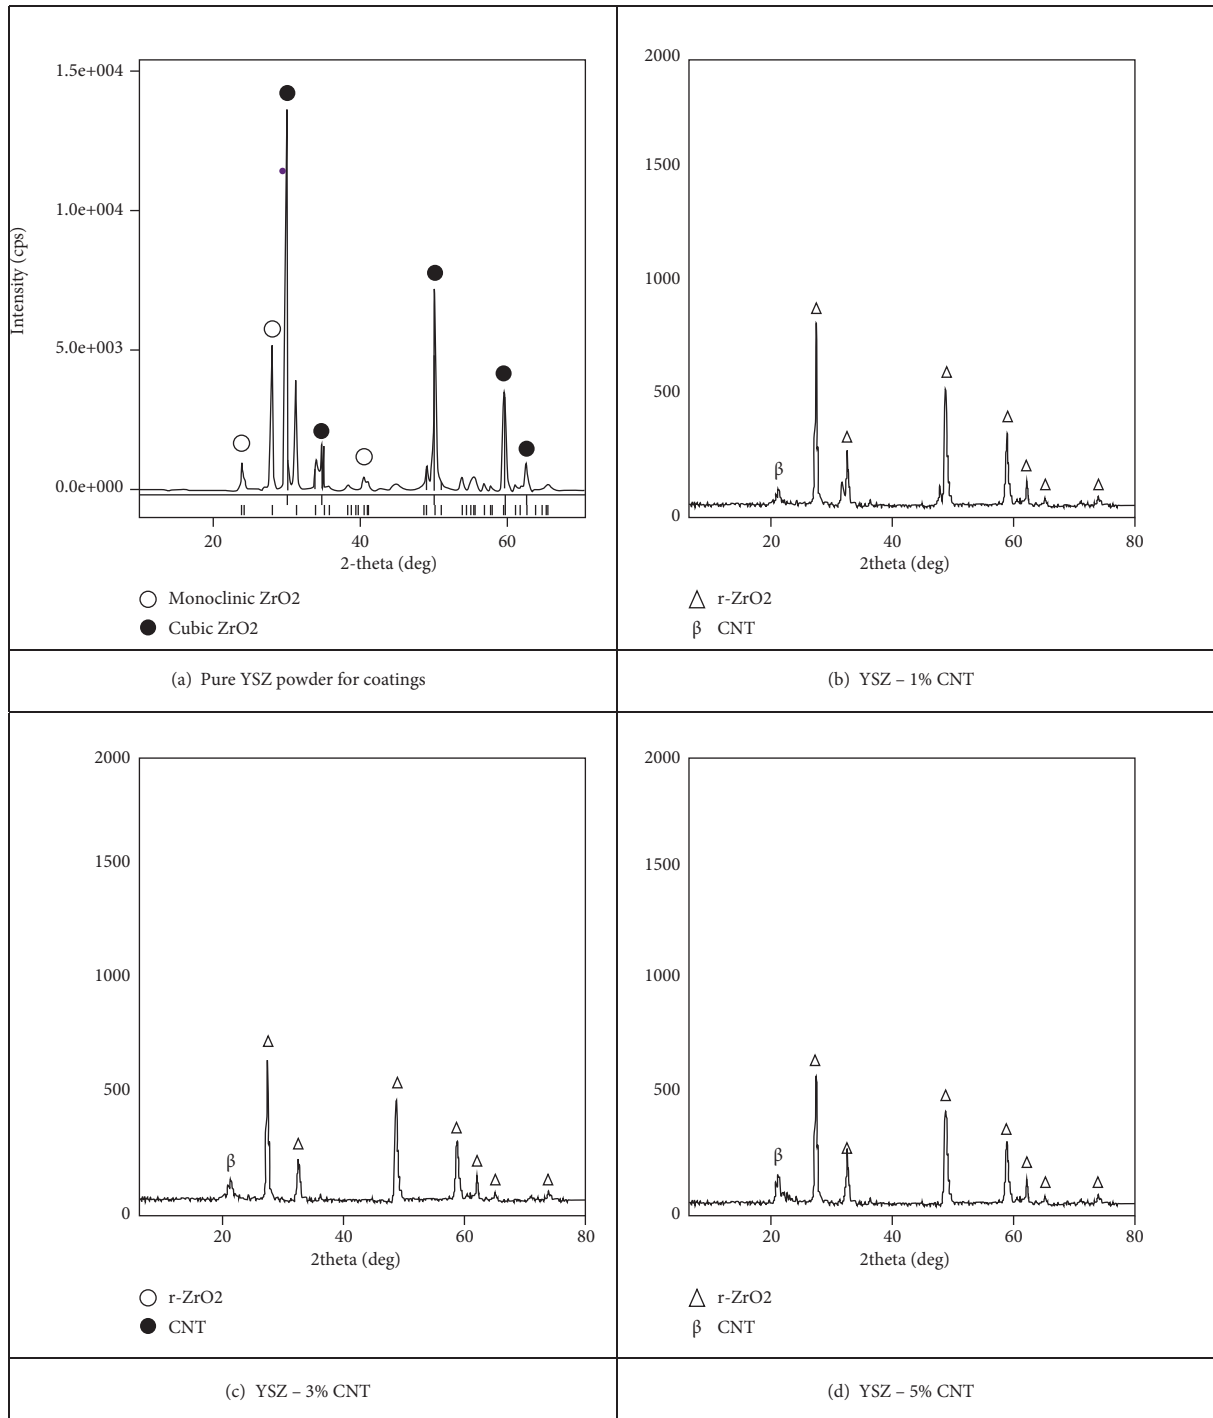 1.5e+004
1.0e+004
5.0e+003
0.0e+000
Intensity (cps)
20 40 60
2-theta (deg)
Monoclinic ZrO2
Cubic ZrO2
(a) Pure YSZ powder for coatings
2000
1500
1000
500
0
β
20 40 60 80
2theta (deg)
Δ r-ZrO2
β CNT
(b) YSZ – 1% CNT
2000
1500
1000
500
0
β
20 40 60 80
2theta (deg)
r-ZrO2
CNT
(c) YSZ – 3% CNT
2000
1500
1000
500
0
β
20 40 60 80
2theta (deg)
Δ r-ZrO2
β CNT
(d) YSZ – 5% CNT